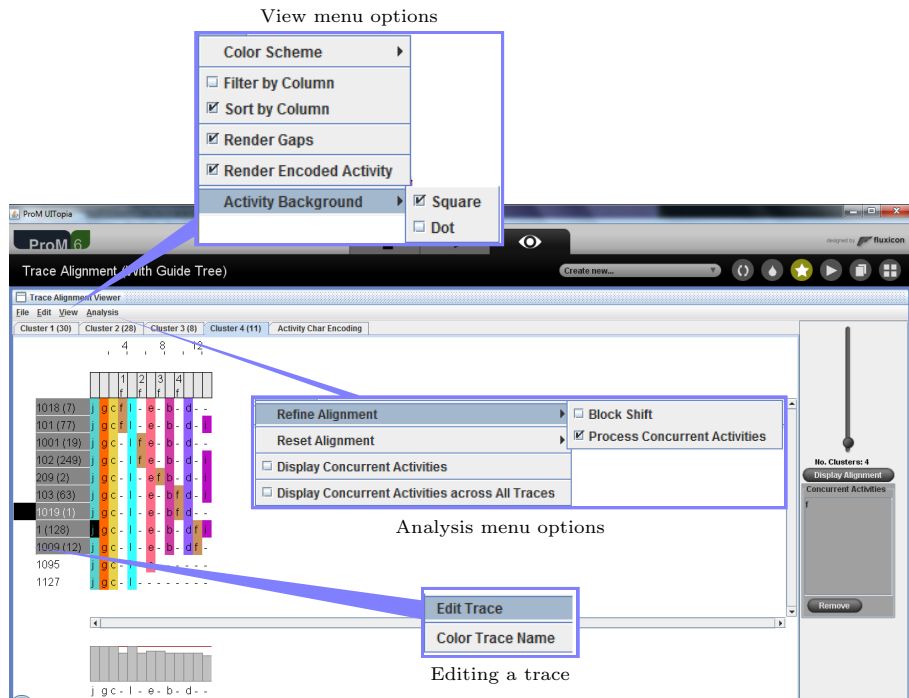 View menu options
Color Scheme
Filter by Column
Sort by Column
Render Gaps
Render Encoded Activity
Activity Background
Square
Dot
ProM UITopia
ProM 6
designed by fluxicon
Trace Alignment (With Guide Tree)
Create new...
Trace Alignment Viewer
File Edit View Analysis
Cluster 1 (30) Cluster 2 (28) Cluster 3 (8) Cluster 4 (11) Activity Char Encoding
, 4 , 8 , 12
1 2 3 4
f f f f
1018 (7) j g c f l - e - b - d - -
101 (77) j g c f l - e - b - d - i
1001 (19) j g c - l f e - b - d - -
102 (249) j g c - l f e - b - d - i
209 (2) j g c - l - e f b - d - i
103 (63) j g c - l - e - b f d - i
1019 (1) j g c - l - e - b f d - -
1 (128) j g c - l - e - b - d f i
1009 (12) j g c - l - e - b - d f -
1095 j g c - l - e - - - - - -
1127 j g c - l - - - - - - - -
Refine Alignment
Block Shift
Process Concurrent Activities
Reset Alignment
Display Concurrent Activities
Display Concurrent Activities across All Traces
Analysis menu options
No. Clusters: 4
Display Alignment
Concurrent Activities
f
Remove
Edit Trace
Color Trace Name
Editing a trace
j g c - l - e - b - d - -